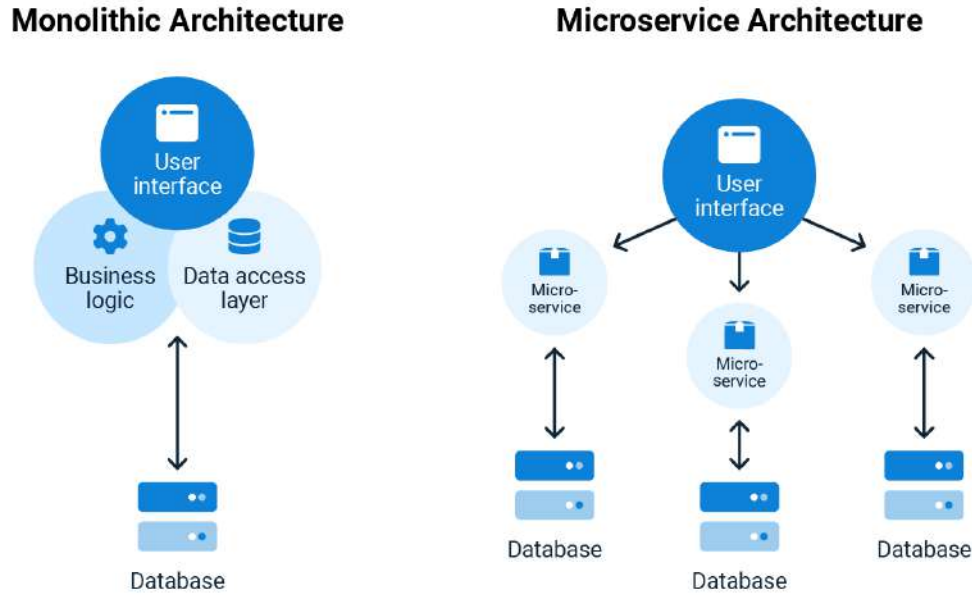 Monolithic Architecture
User
interface
Business
logic
Data access
layer
Database
Microservice Architecture
User
interface
Micro-
service
Micro-
service
Micro-
service
Database
Database
Database